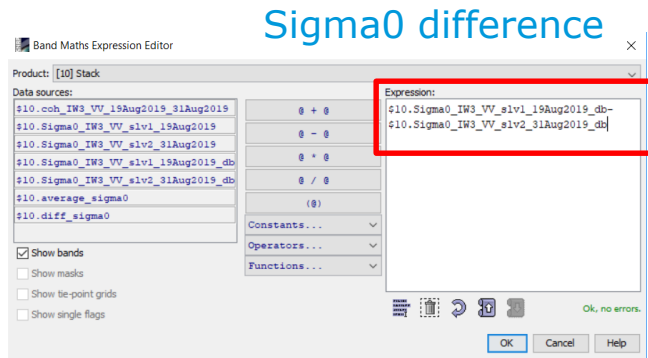 Sigma0 difference
Band Maths Expression Editor
Product: [10] Stack
Data sources:
$10.coh_IW3_VV_19Aug2019_31Aug2019
$10.Sigma0_IW3_VV_slv1_19Aug2019
$10.Sigma0_IW3_VV_slv2_31Aug2019
$10.Sigma0_IW3_VV_slv1_19Aug2019_db
$10.Sigma0_IW3_VV_slv2_31Aug2019_db
$10.average_sigma0
$10.diff_sigma0
Show bands
Show masks
Show tie-point grids
Show single flags
@ + @
@ - @
@ * @
@ / @
(@)
Constants...
Operators...
Functions...
Expression:
$10.Sigma0_IW3_VV_slv1_19Aug2019_db-
$10.Sigma0_IW3_VV_slv2_31Aug2019_db
Ok, no errors.
OK Cancel Help